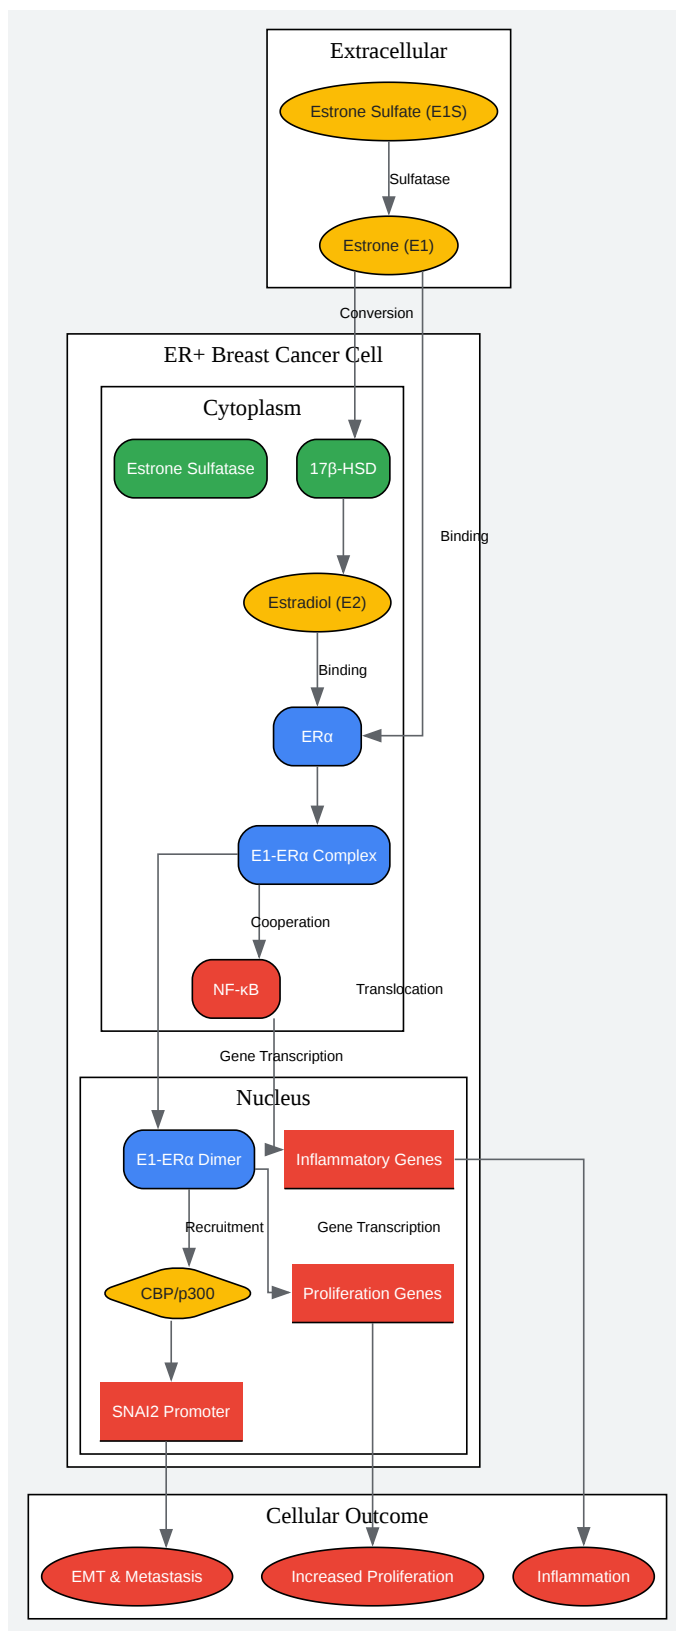 Extracellular
Estrone Sulfate (E1S)
Sulfatase
Estrone (E1)
Conversion
ER+ Breast Cancer Cell
Cytoplasm
Estrone Sulfatase
17β-HSD
Binding
Estradiol (E2)
Binding
ERα
E1-ERα Complex
Cooperation
NF-κB
Translocation
Gene Transcription
Nucleus
E1-ERα Dimer
Inflammatory Genes
Recruitment
Gene Transcription
CBP/p300
Proliferation Genes
SNAI2 Promoter
Cellular Outcome
EMT & Metastasis
Increased Proliferation
Inflammation